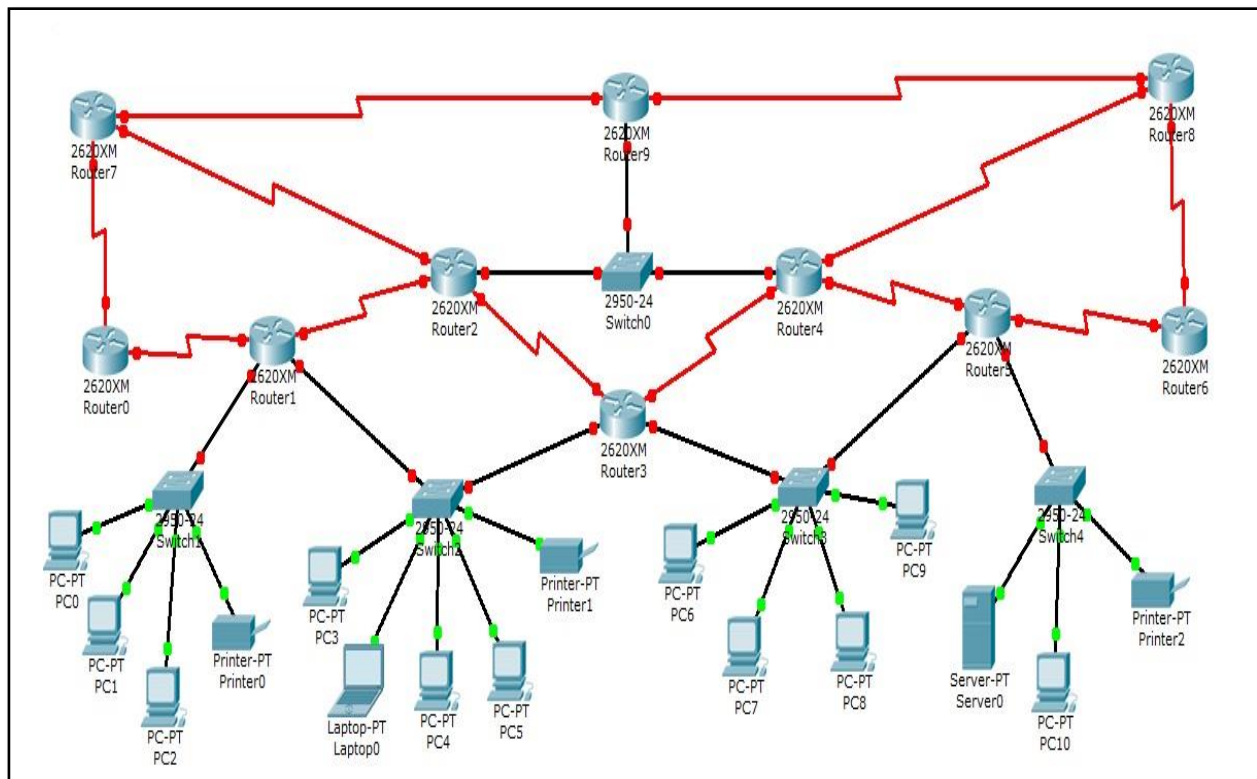 2620XM
Router7
2620XM
Router9
2620XM
Router8
2620XM
Router2
2950-24
Switch0
2620XM
Router4
2620XM
Router0
2620XM
Router1
2620XM
Router3
2620XM
Router5
2620XM
Router6
2950-24
Switch1
2950-24
Switch2
2950-24
Switch3
2950-24
Switch4
PC-PT
PC0
PC-PT
PC1
PC-PT
PC2
Printer-PT
Printer0
PC-PT
PC3
Laptop-PT
Laptop0
PC-PT
PC4
PC-PT
PC5
Printer-PT
Printer1
PC-PT
PC6
PC-PT
PC7
PC-PT
PC8
PC-PT
PC9
Server-PT
Server0
PC-PT
PC10
Printer-PT
Printer2